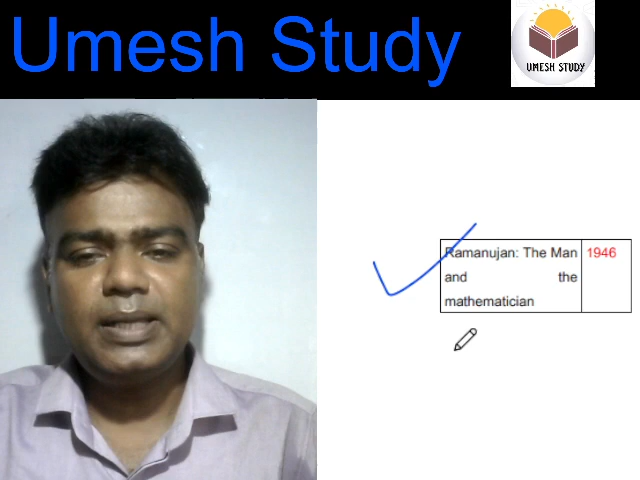 Umesh Study
UMESH STUDY
Ramanujan: The Man 1946
and the
mathematician